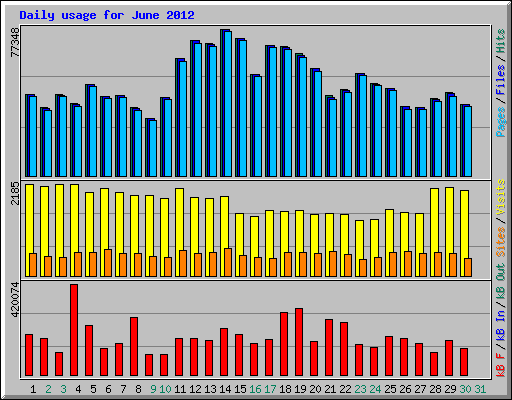 Daily usage for June 2012
77348
Pages / Files / Hits
2185
Sites / Visits
420074
kB F / kB In / kB Out
1 2 3 4 5 6 7 8 9 10 11 12 13 14 15 16 17 18 19 20 21 22 23 24 25 26 27 28 29 30 31